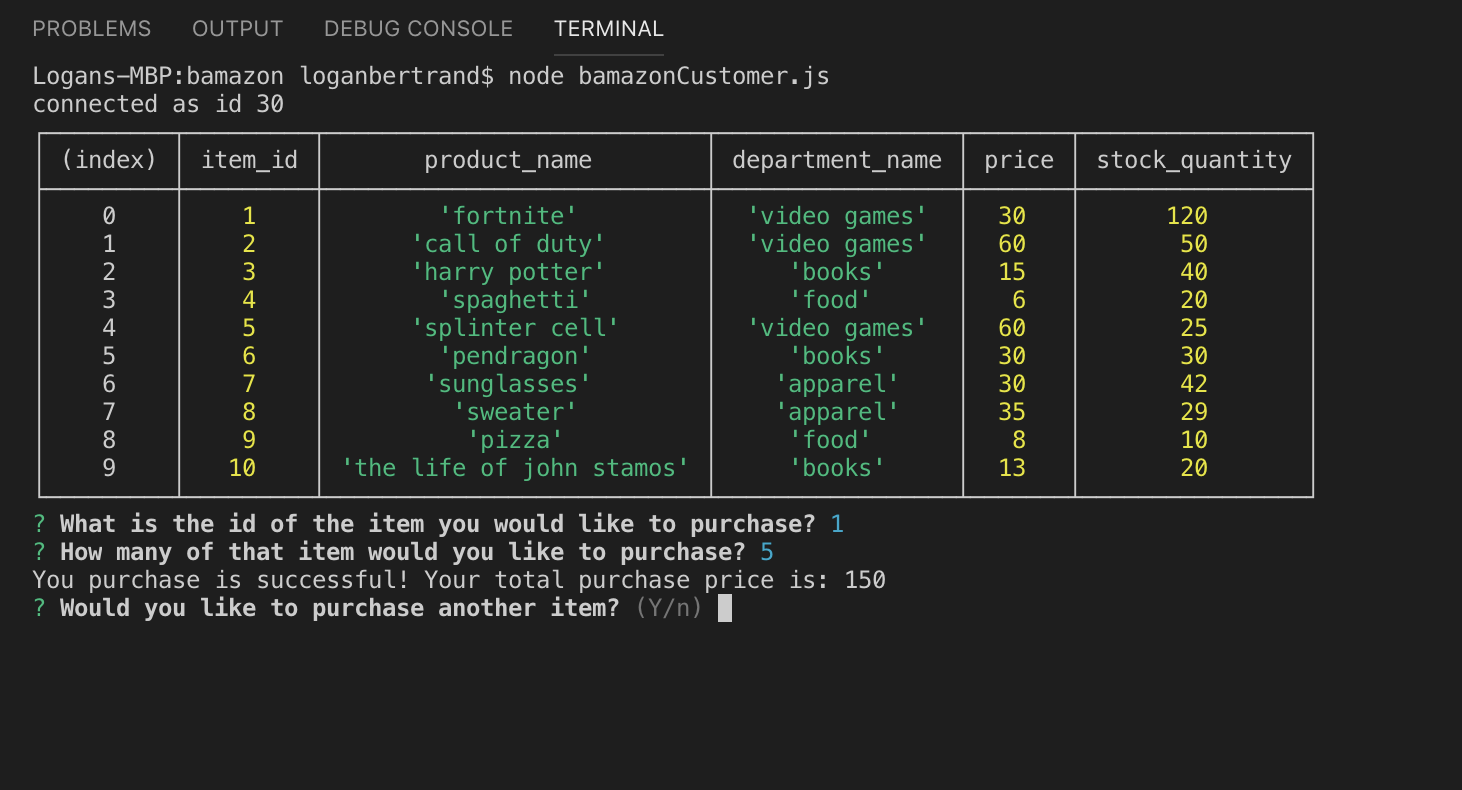 PROBLEMS OUTPUT DEBUG CONSOLE TERMINAL
Logans-MBP:bamazon loganbertrand$ node bamazonCustomer.js
connected as id 30
(index) item_id product_name department_name price stock_quantity
0 1 'fortnite' 'video games' 30 120
1 2 'call of duty' 'video games' 60 50
2 3 'harry potter' 'books' 15 40
3 4 'spaghetti' 'food' 6 20
4 5 'splinter cell' 'video games' 60 25
5 6 'pendragon' 'books' 30 30
6 7 'sunglasses' 'apparel' 30 42
7 8 'sweater' 'apparel' 35 29
8 9 'pizza' 'food' 8 10
9 10 'the life of john stamos' 'books' 13 20
? What is the id of the item you would like to purchase? 1
? How many of that item would you like to purchase? 5
You purchase is successful! Your total purchase price is: 150
? Would you like to purchase another item? (Y/n)